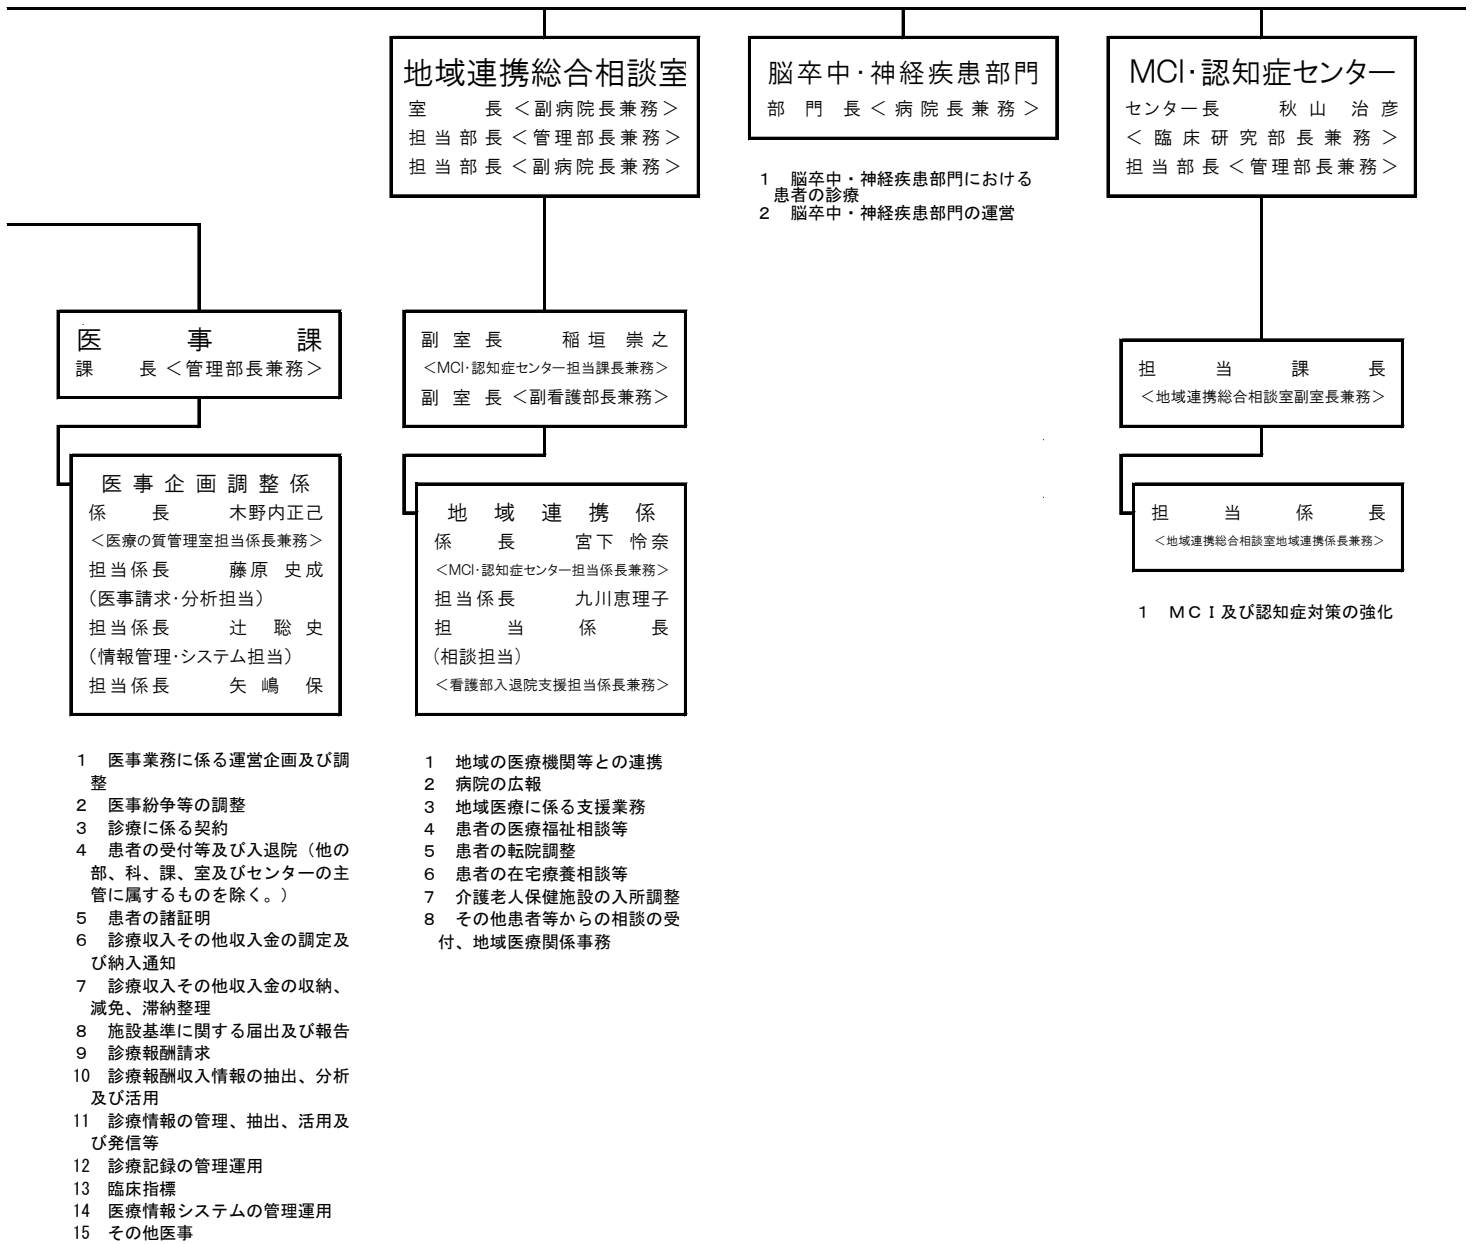 地域連携総合相談室
室　　　長＜副病院長兼務＞
担当部長＜管理部長兼務＞
担当部長＜副病院長兼務＞
脳卒中･神経疾患部門
部　門　長＜病院長兼務＞
1　脳卒中・神経疾患部門における
患者の診療
2　脳卒中・神経疾患部門の運営
MCI･認知症センター
センター長　　秋山　治彦
＜臨床研究部長兼務＞
担当部長＜管理部長兼務＞
医　事　課
課　　長＜管理部長兼務＞
副室長　　稲垣　崇之
＜MCI･認知症センター担当課長兼務＞
副室長＜副看護部長兼務＞
担　当　課　長
＜地域連携総合相談室副室長兼務＞
医事企画調整係
係　　長　　木野内正己
＜医療の質管理室担当係長兼務＞
担当係長　　藤原　史成
（医事請求･分析担当）
担当係長　　辻　聡史
（情報管理･システム担当）
担当係長　　矢嶋　保
地域連携係
係　　長　　宮下　怜奈
＜MCI･認知症センター担当係長兼務＞
担当係長　　九川恵理子
担　当　係　長
（相談担当）
＜看護部入退院支援担当係長兼務＞
担　当　係　長
＜地域連携総合相談室地域連携係長兼務＞
1　ＭＣＩ及び認知症対策の強化
1　医事業務に係る運営企画及び調
整
2　医事紛争等の調整
3　診療に係る契約
4　患者の受付等及び入退院（他の
部、科、課、室及びセンターの主
管に属するものを除く。）
5　患者の諸証明
6　診療収入その他収入金の調定及
び納入通知
7　診療収入その他収入金の収納、
減免、滞納整理
8　施設基準に関する届出及び報告
9　診療報酬請求
10　診療報酬収入情報の抽出、分析
及び活用
11　診療情報の管理、抽出、活用及
び発信等
12　診療記録の管理運用
13　臨床指標
14　医療情報システムの管理運用
15　その他医事
1　地域の医療機関等との連携
2　病院の広報
3　地域医療に係る支援業務
4　患者の医療福祉相談等
5　患者の転院調整
6　患者の在宅療養相談等
7　介護老人保健施設の入所調整
8　その他患者等からの相談の受
付、地域医療関係事務